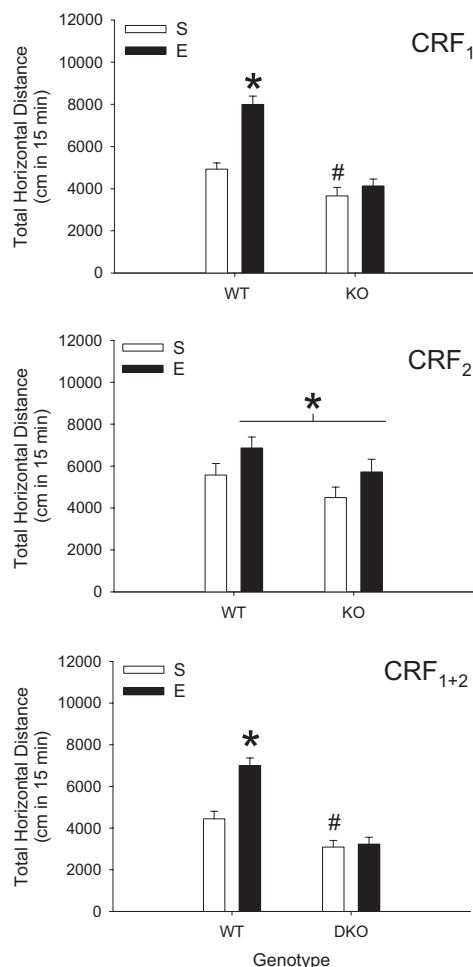 CRF1
S
E
Total Horizontal Distance
(cm in 15 min)
12000
10000
8000
6000
4000
2000
0
*
#
WT KO
CRF2
S
E
Total Horizontal Distance
(cm in 15 min)
12000
10000
8000
6000
4000
2000
0
*
WT KO
CRF1+2
S
E
Total Horizontal Distance
(cm in 15 min)
12000
10000
8000
6000
4000
2000
0
*
#
WT DKO
Genotype